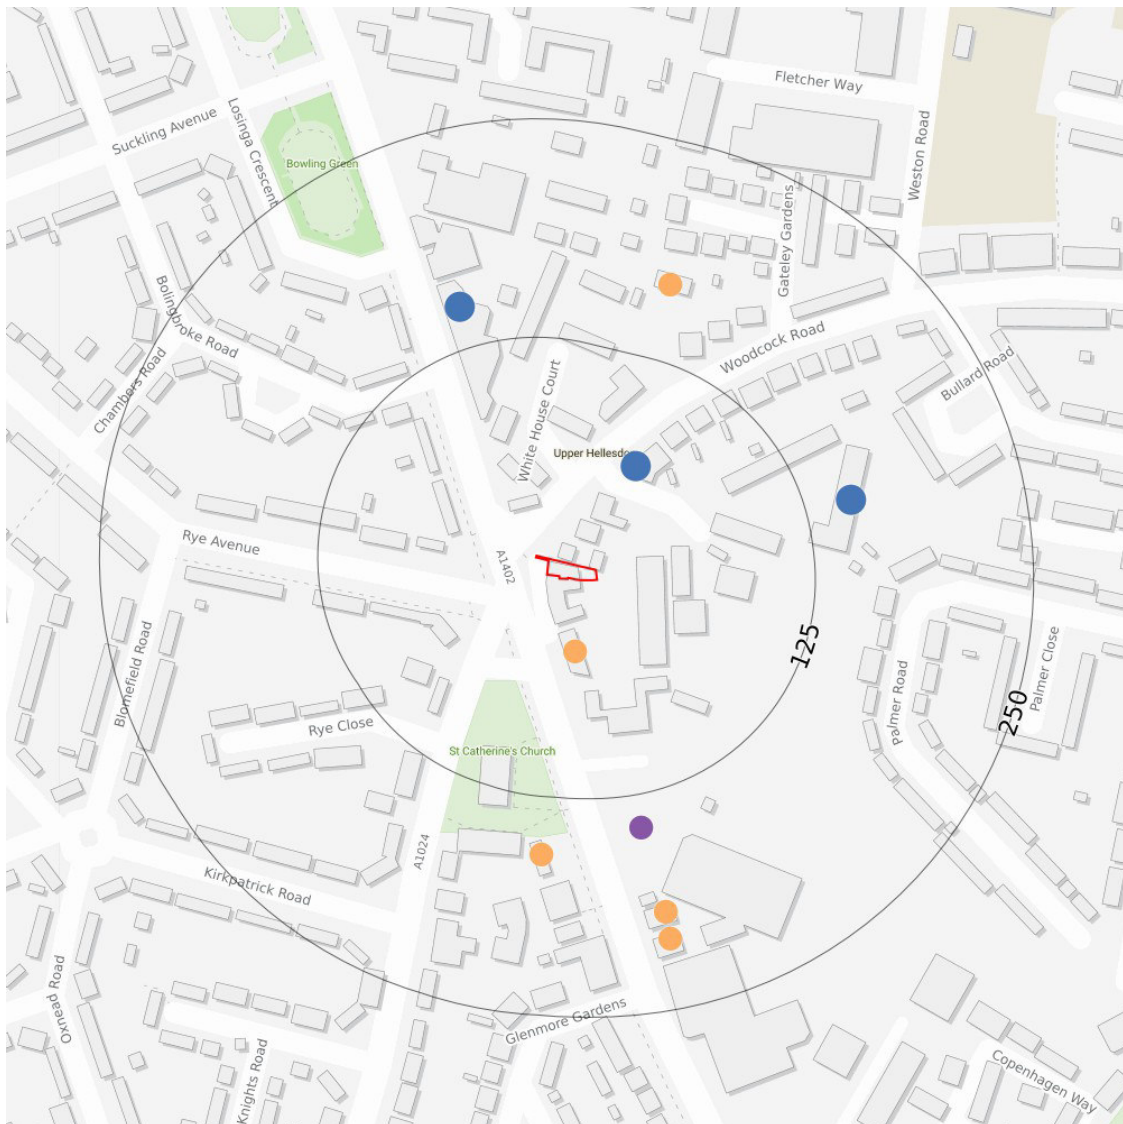 Fletcher Way
Suckling Avenue
Losinga Crescent
Bowling Green
Weston Road
Gateley Gardens
Bolingbroke Road
Woodcock Road
Chambers Road
White House Court
Bullard Road
Upper Hellesdo
Rye Avenue
A1402
125
Blomefield Road
Palmer Road
Palmer Close
250
Rye Close
St Catherine's Church
A1024
Kirkpatrick Road
Oxnead Road
Glenmore Gardens
Knights Road
Copenhagen Way